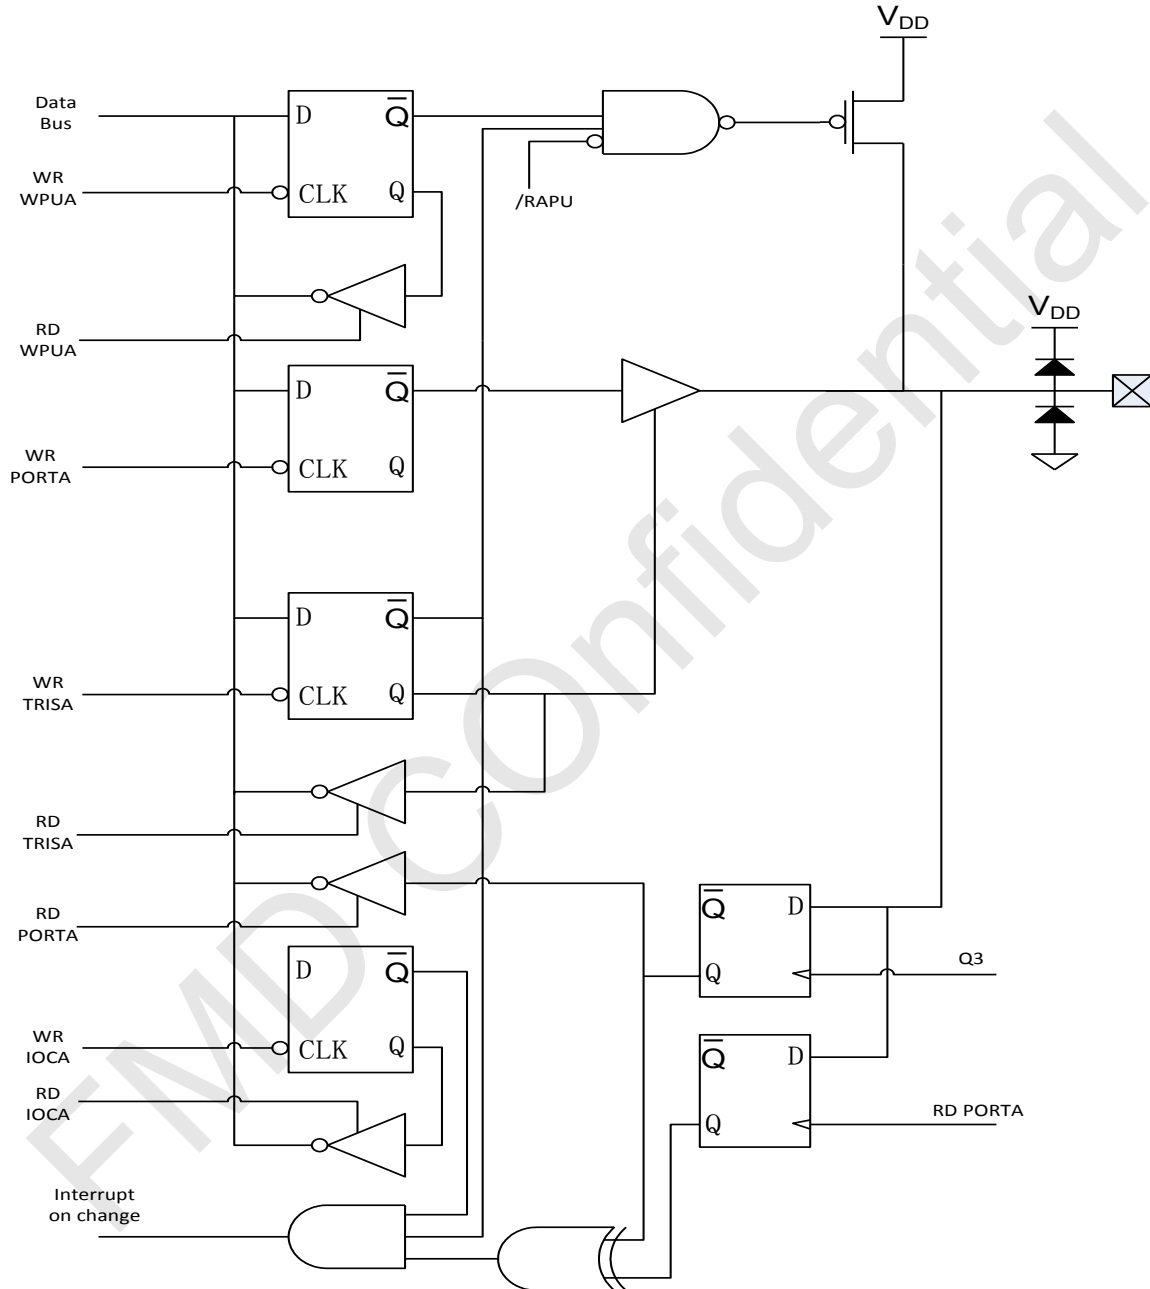 VDD
Data
Bus
D
Q
WR
WPUA
CLK
Q
/RAPU
RD
WPUA
VDD
D
Q
WR
PORTA
CLK
Q
D
Q
WR
TRISA
CLK
Q
RD
TRISA
RD
PORTA
Q
D
D
Q
Q
Q3
WR
IOCA
CLK
Q
Q
D
RD
IOCA
Q
RD PORTA
Interrupt
on change
FMD COnfidential